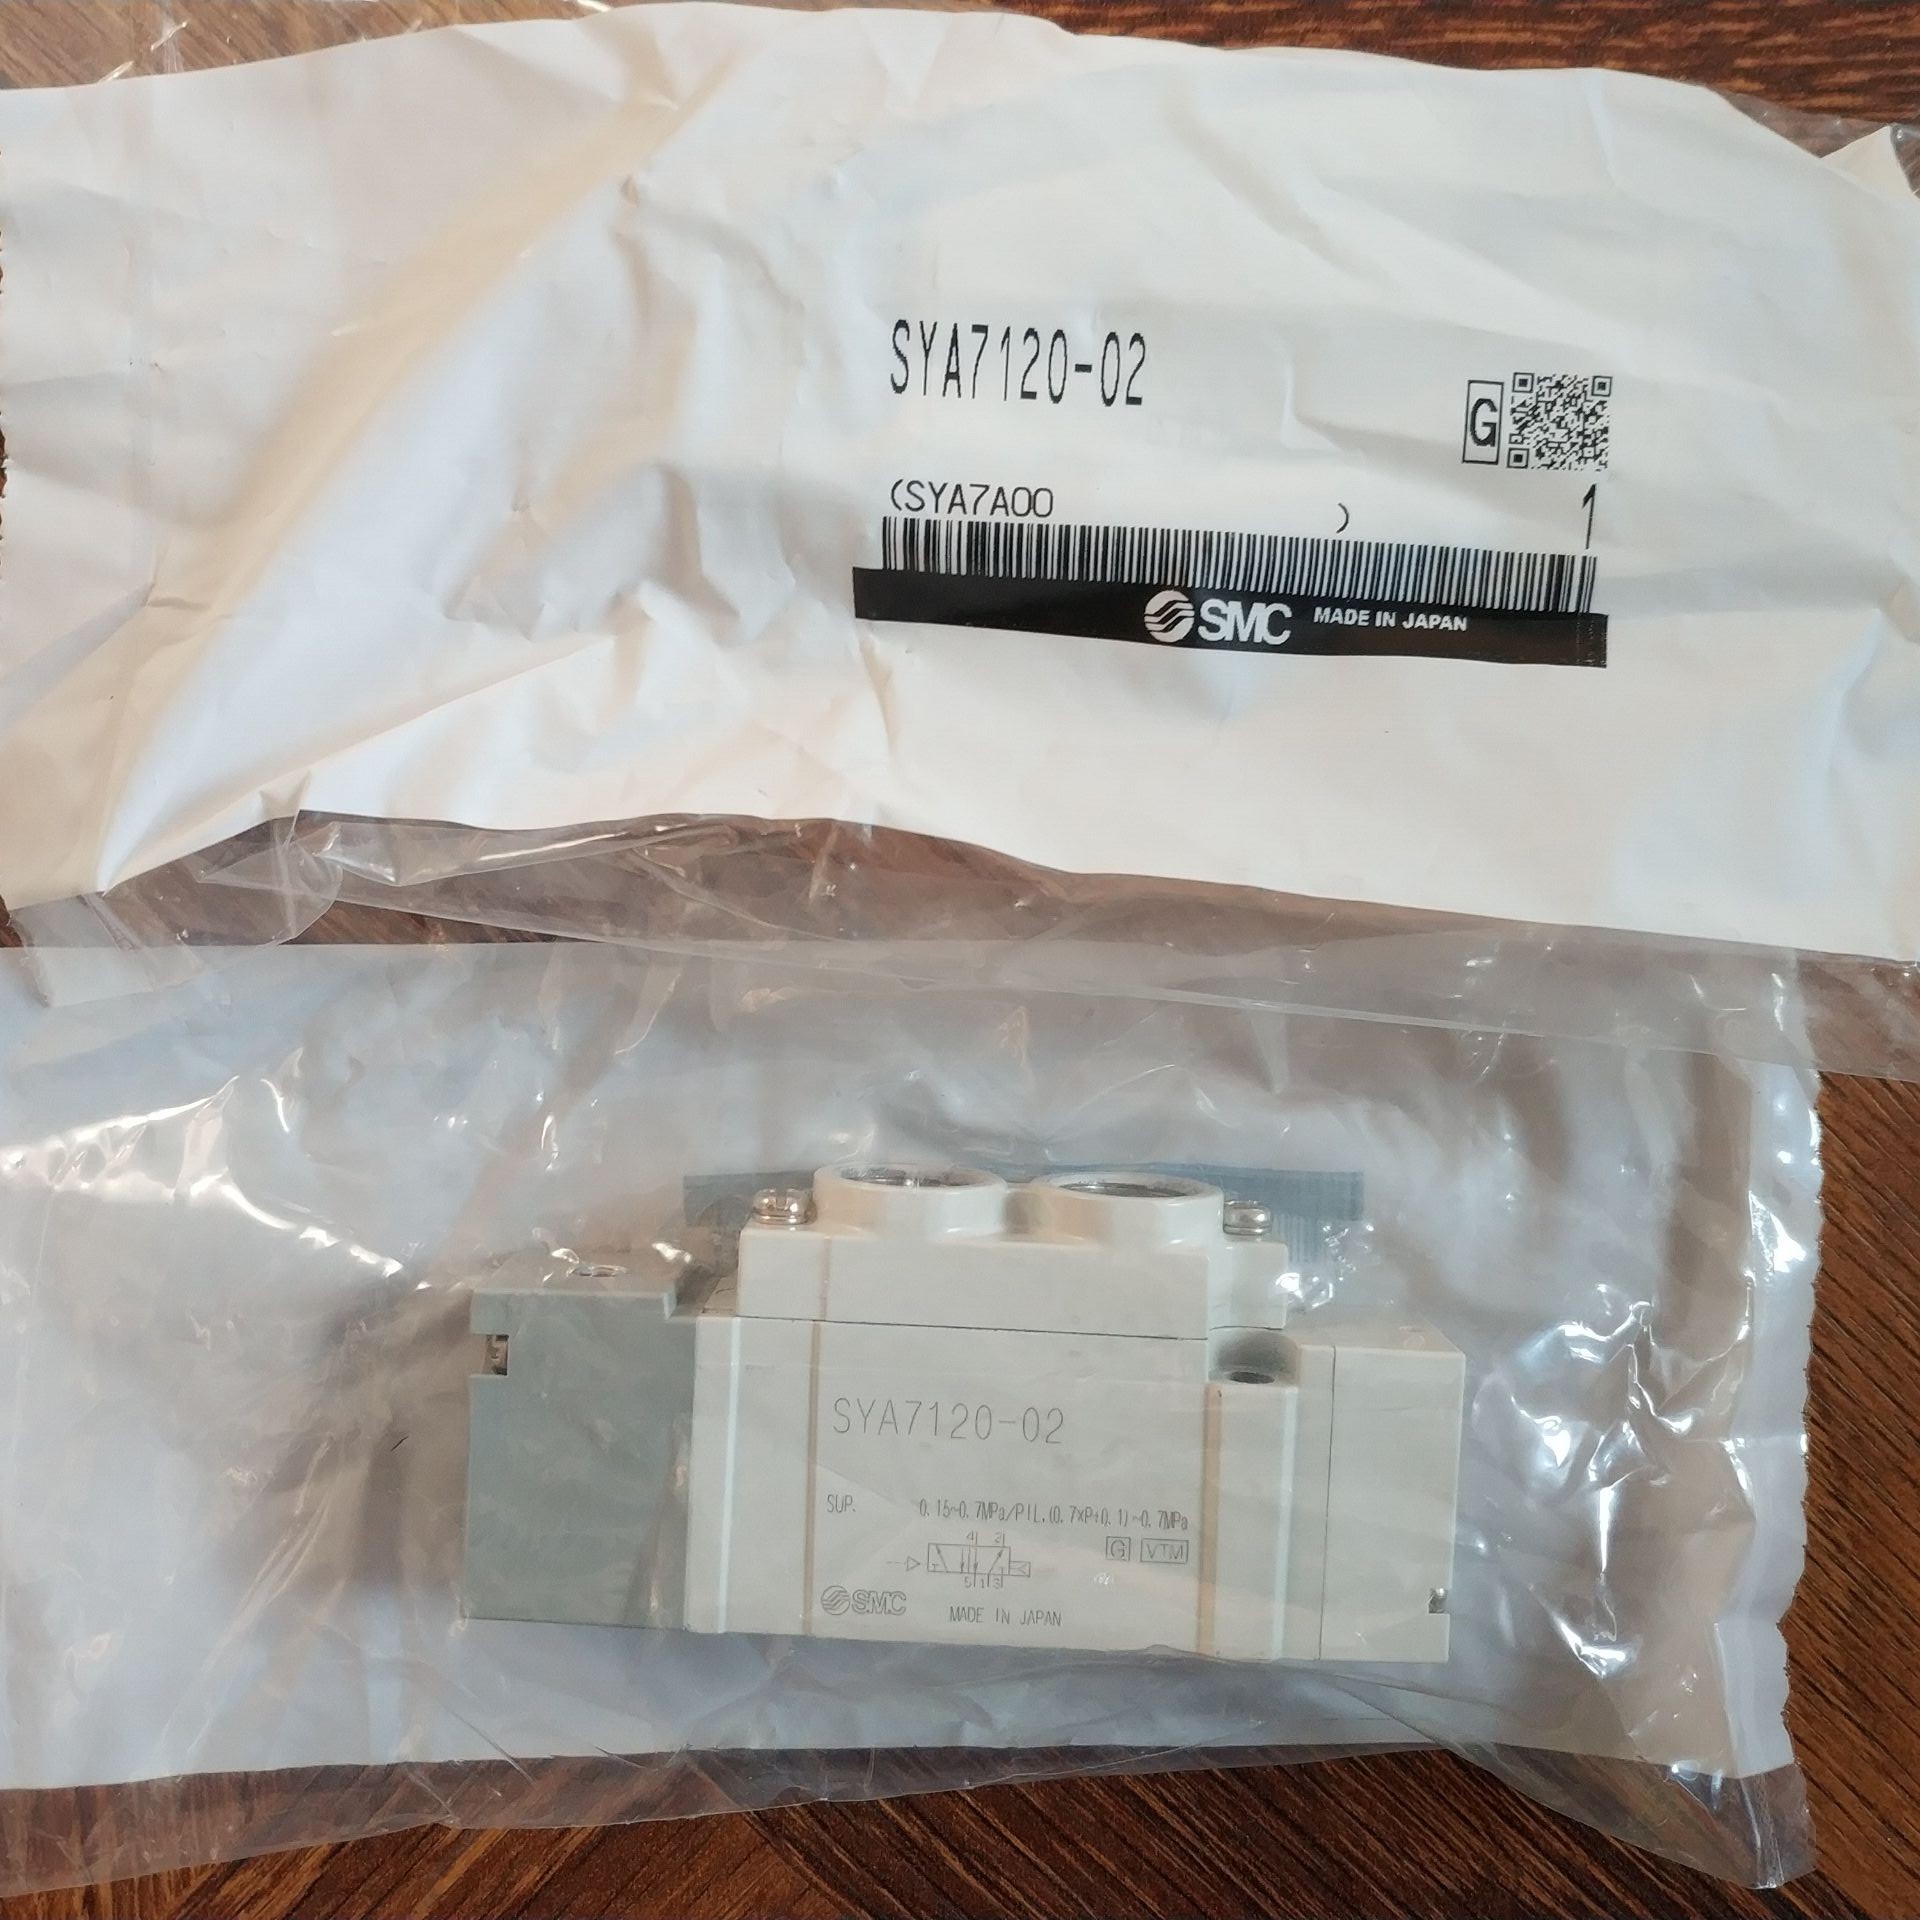 SYA7120-02
G
(SYA7A00 )
1
SMC MADE IN JAPAN
SYA7120-02
SUP. 0.15~0.7MPa/PIL.(0.7xP+0.1)~0.7MPa
4 2
G VTM
5 1 3
SMC MADE IN JAPAN